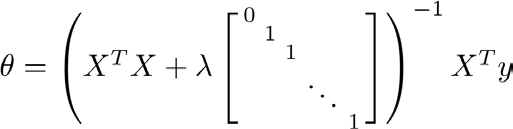 θ = ( X^T X + λ [ 0 1 1 ⋱ 1 ] )^{-1} X^T y